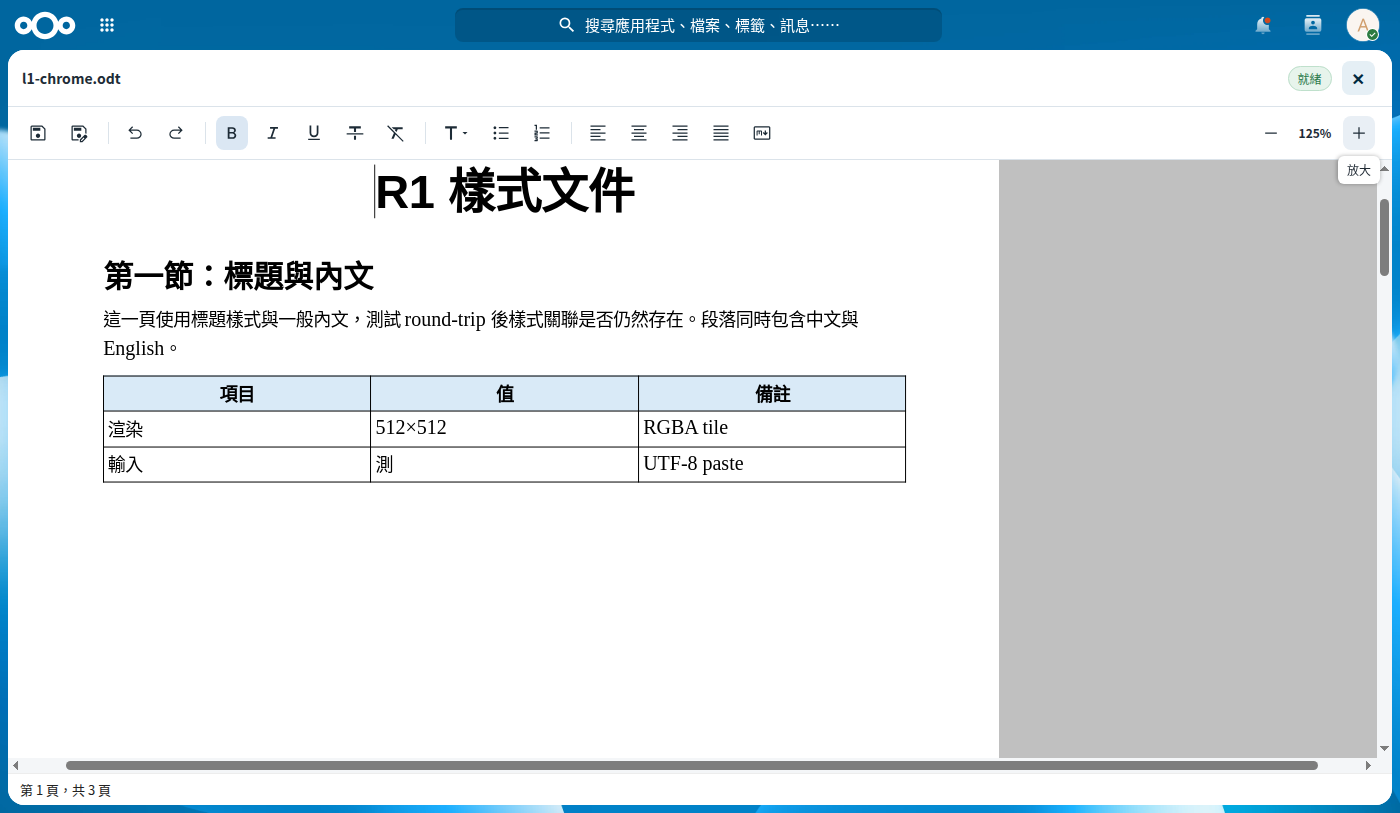 搜尋應用程式、檔案、標籤、訊息……
A
l1-chrome.odt
就緒
125%
放大
R1 樣式文件
第一節：標題與內文
這一頁使用標題樣式與一般內文，測試 round-trip 後樣式關聯是否仍然存在。段落同時包含中文與
English。
項目 值 備註
渲染 512×512 RGBA tile
輸入 測 UTF-8 paste
第 1 頁，共 3 頁